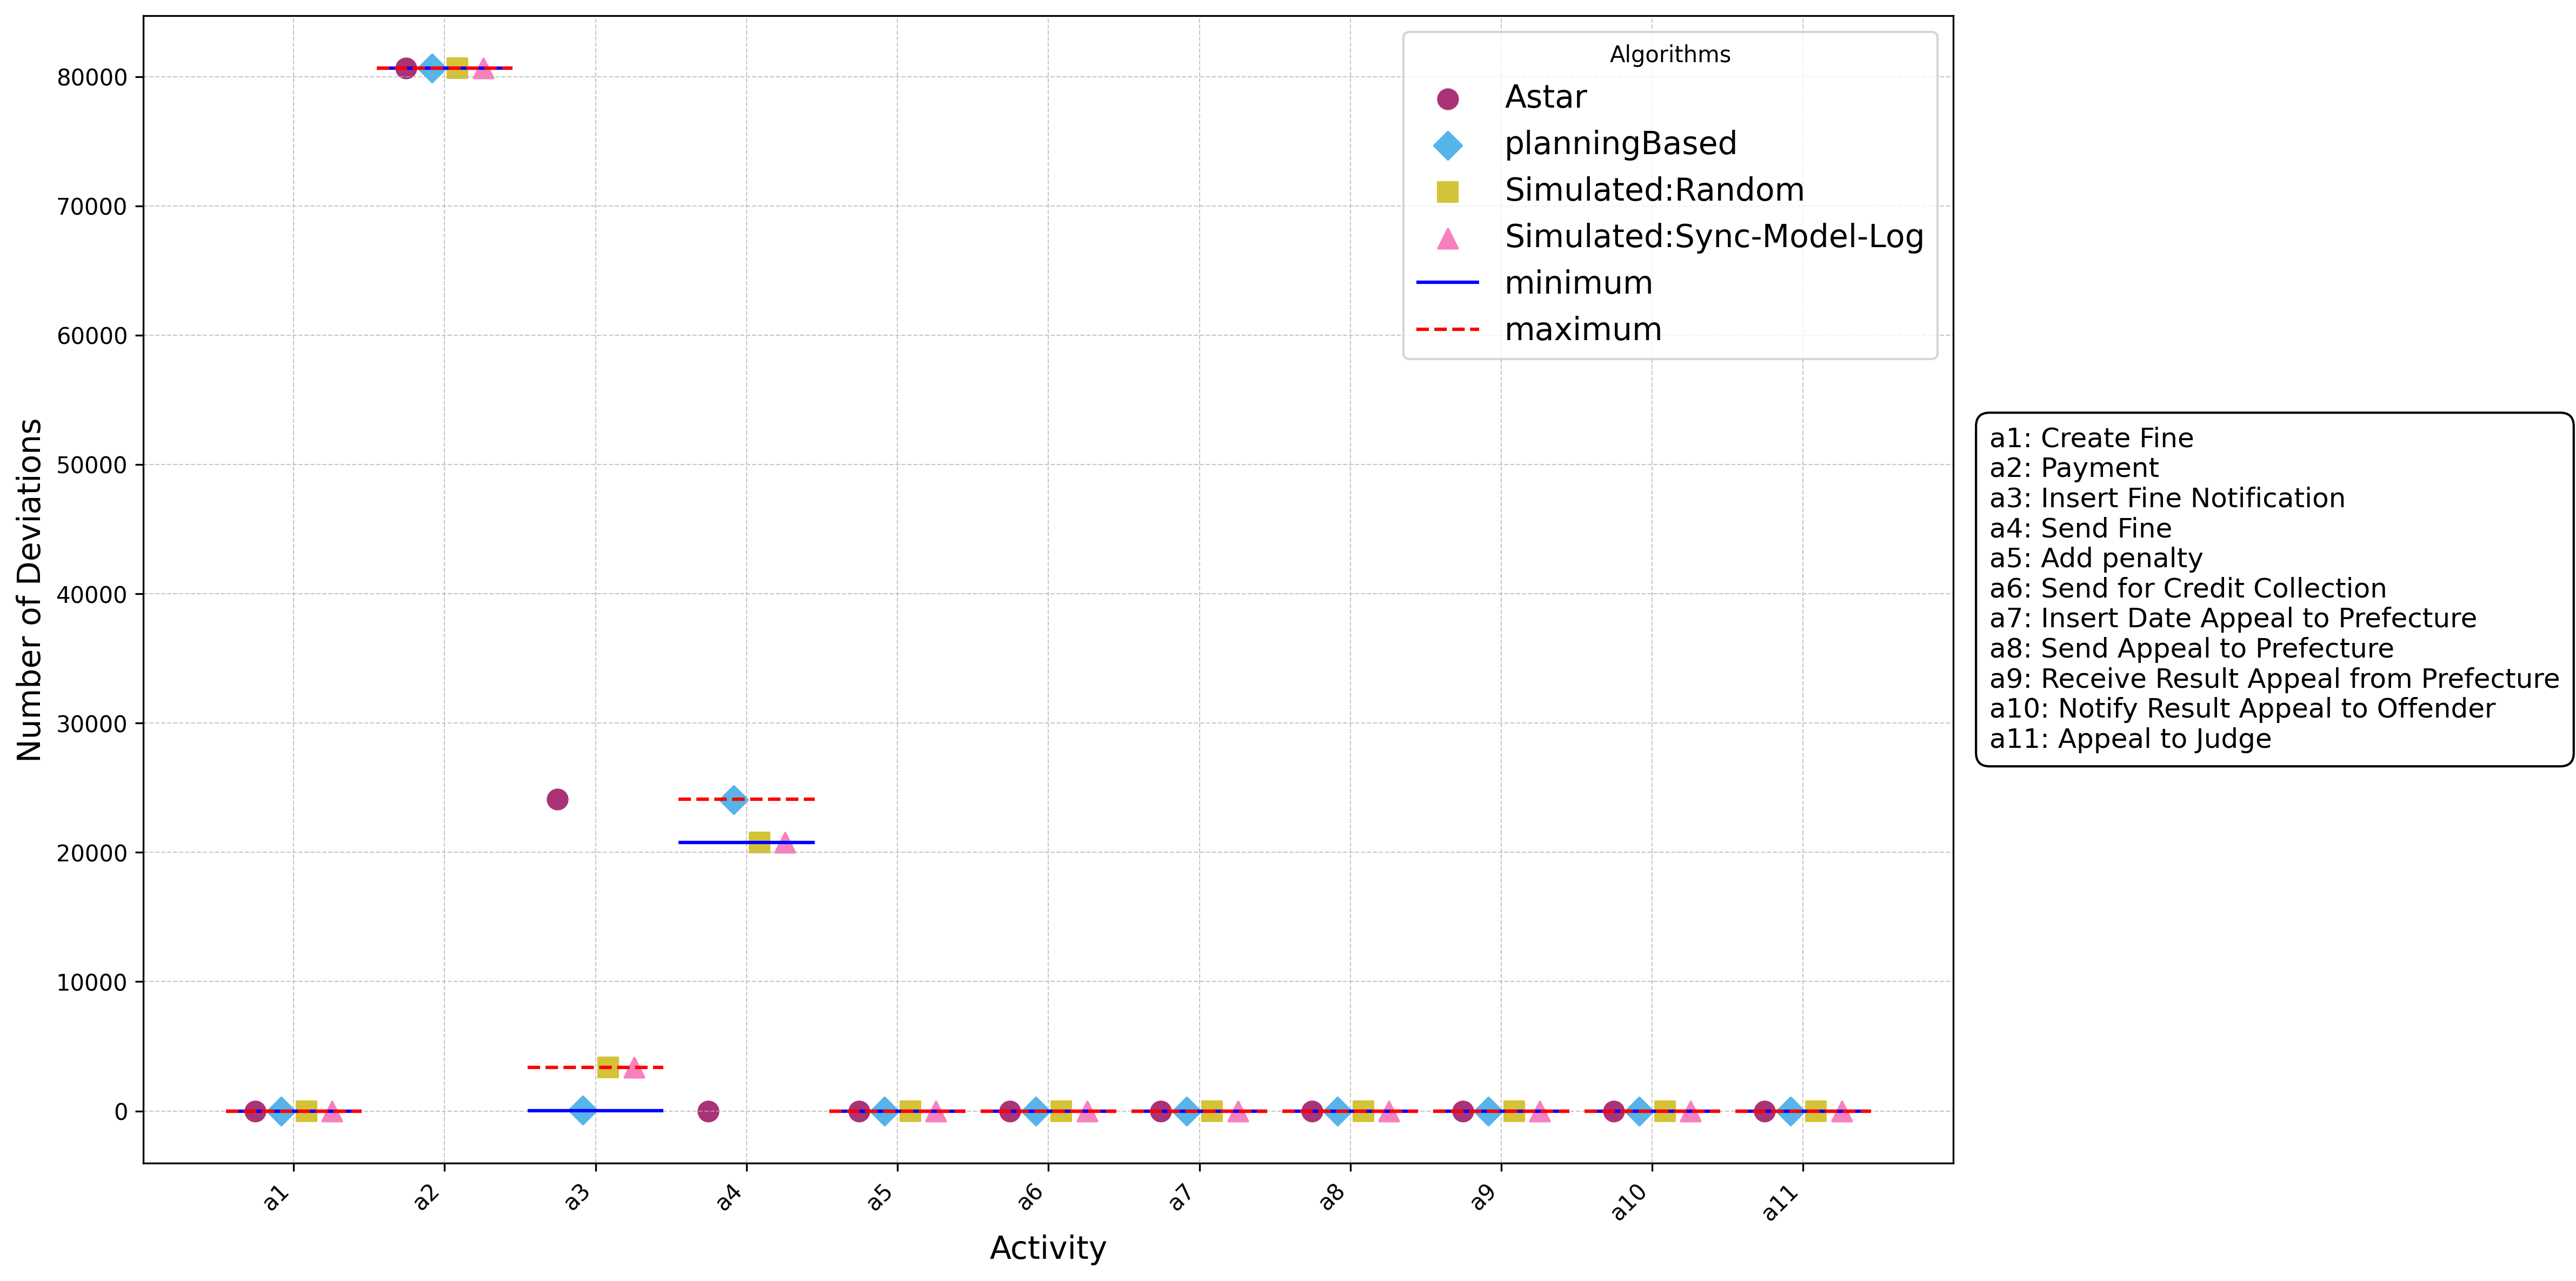 Algorithms
Astar
planningBased
Simulated:Random
Simulated:Sync-Model-Log
minimum
maximum
Number of Deviations
80000
70000
60000
50000
40000
30000
20000
10000
0
a1
a2
a3
a4
a5
a6
a7
a8
a9
a10
a11
Activity
a1: Create Fine
a2: Payment
a3: Insert Fine Notification
a4: Send Fine
a5: Add penalty
a6: Send for Credit Collection
a7: Insert Date Appeal to Prefecture
a8: Send Appeal to Prefecture
a9: Receive Result Appeal from Prefecture
a10: Notify Result Appeal to Offender
a11: Appeal to Judge